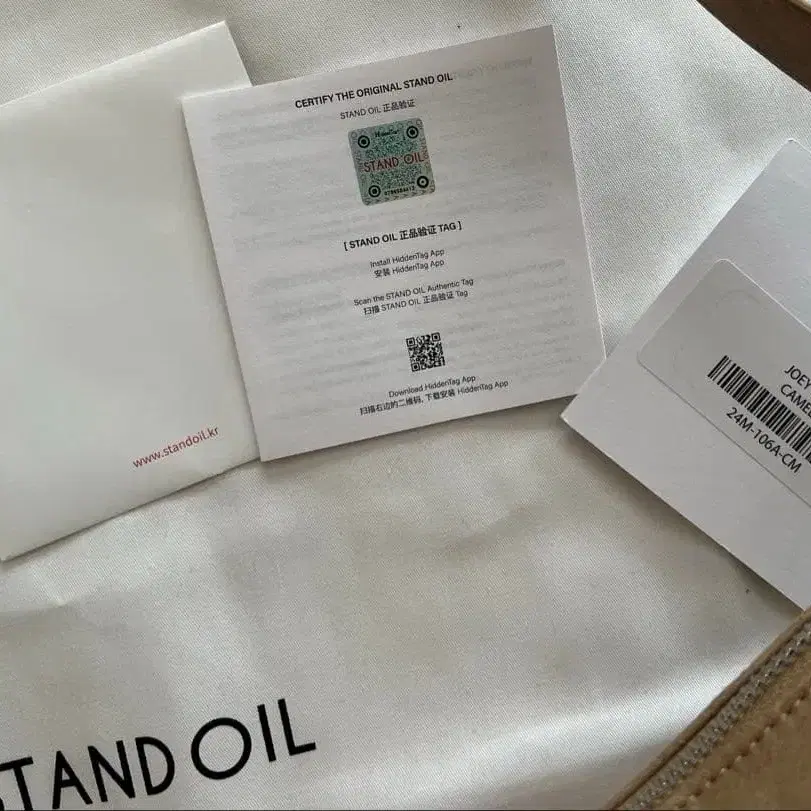 www.standoil.kr
CERTIFY THE ORIGINAL STAND OIL
STAND OIL 正品验证
HiddenTag
STAND OIL
[ STAND OIL 正品验证 TAG ]
Install HiddenTag App
安装 HiddenTag App
Scan the STAND OIL Authentic Tag
扫描 STAND OIL 正品验证 Tag
Download HiddenTag App
扫描右边的二维码, 下载安装 HiddenTag App
JOEY
CAME
24M-106A-CM
STAND OIL